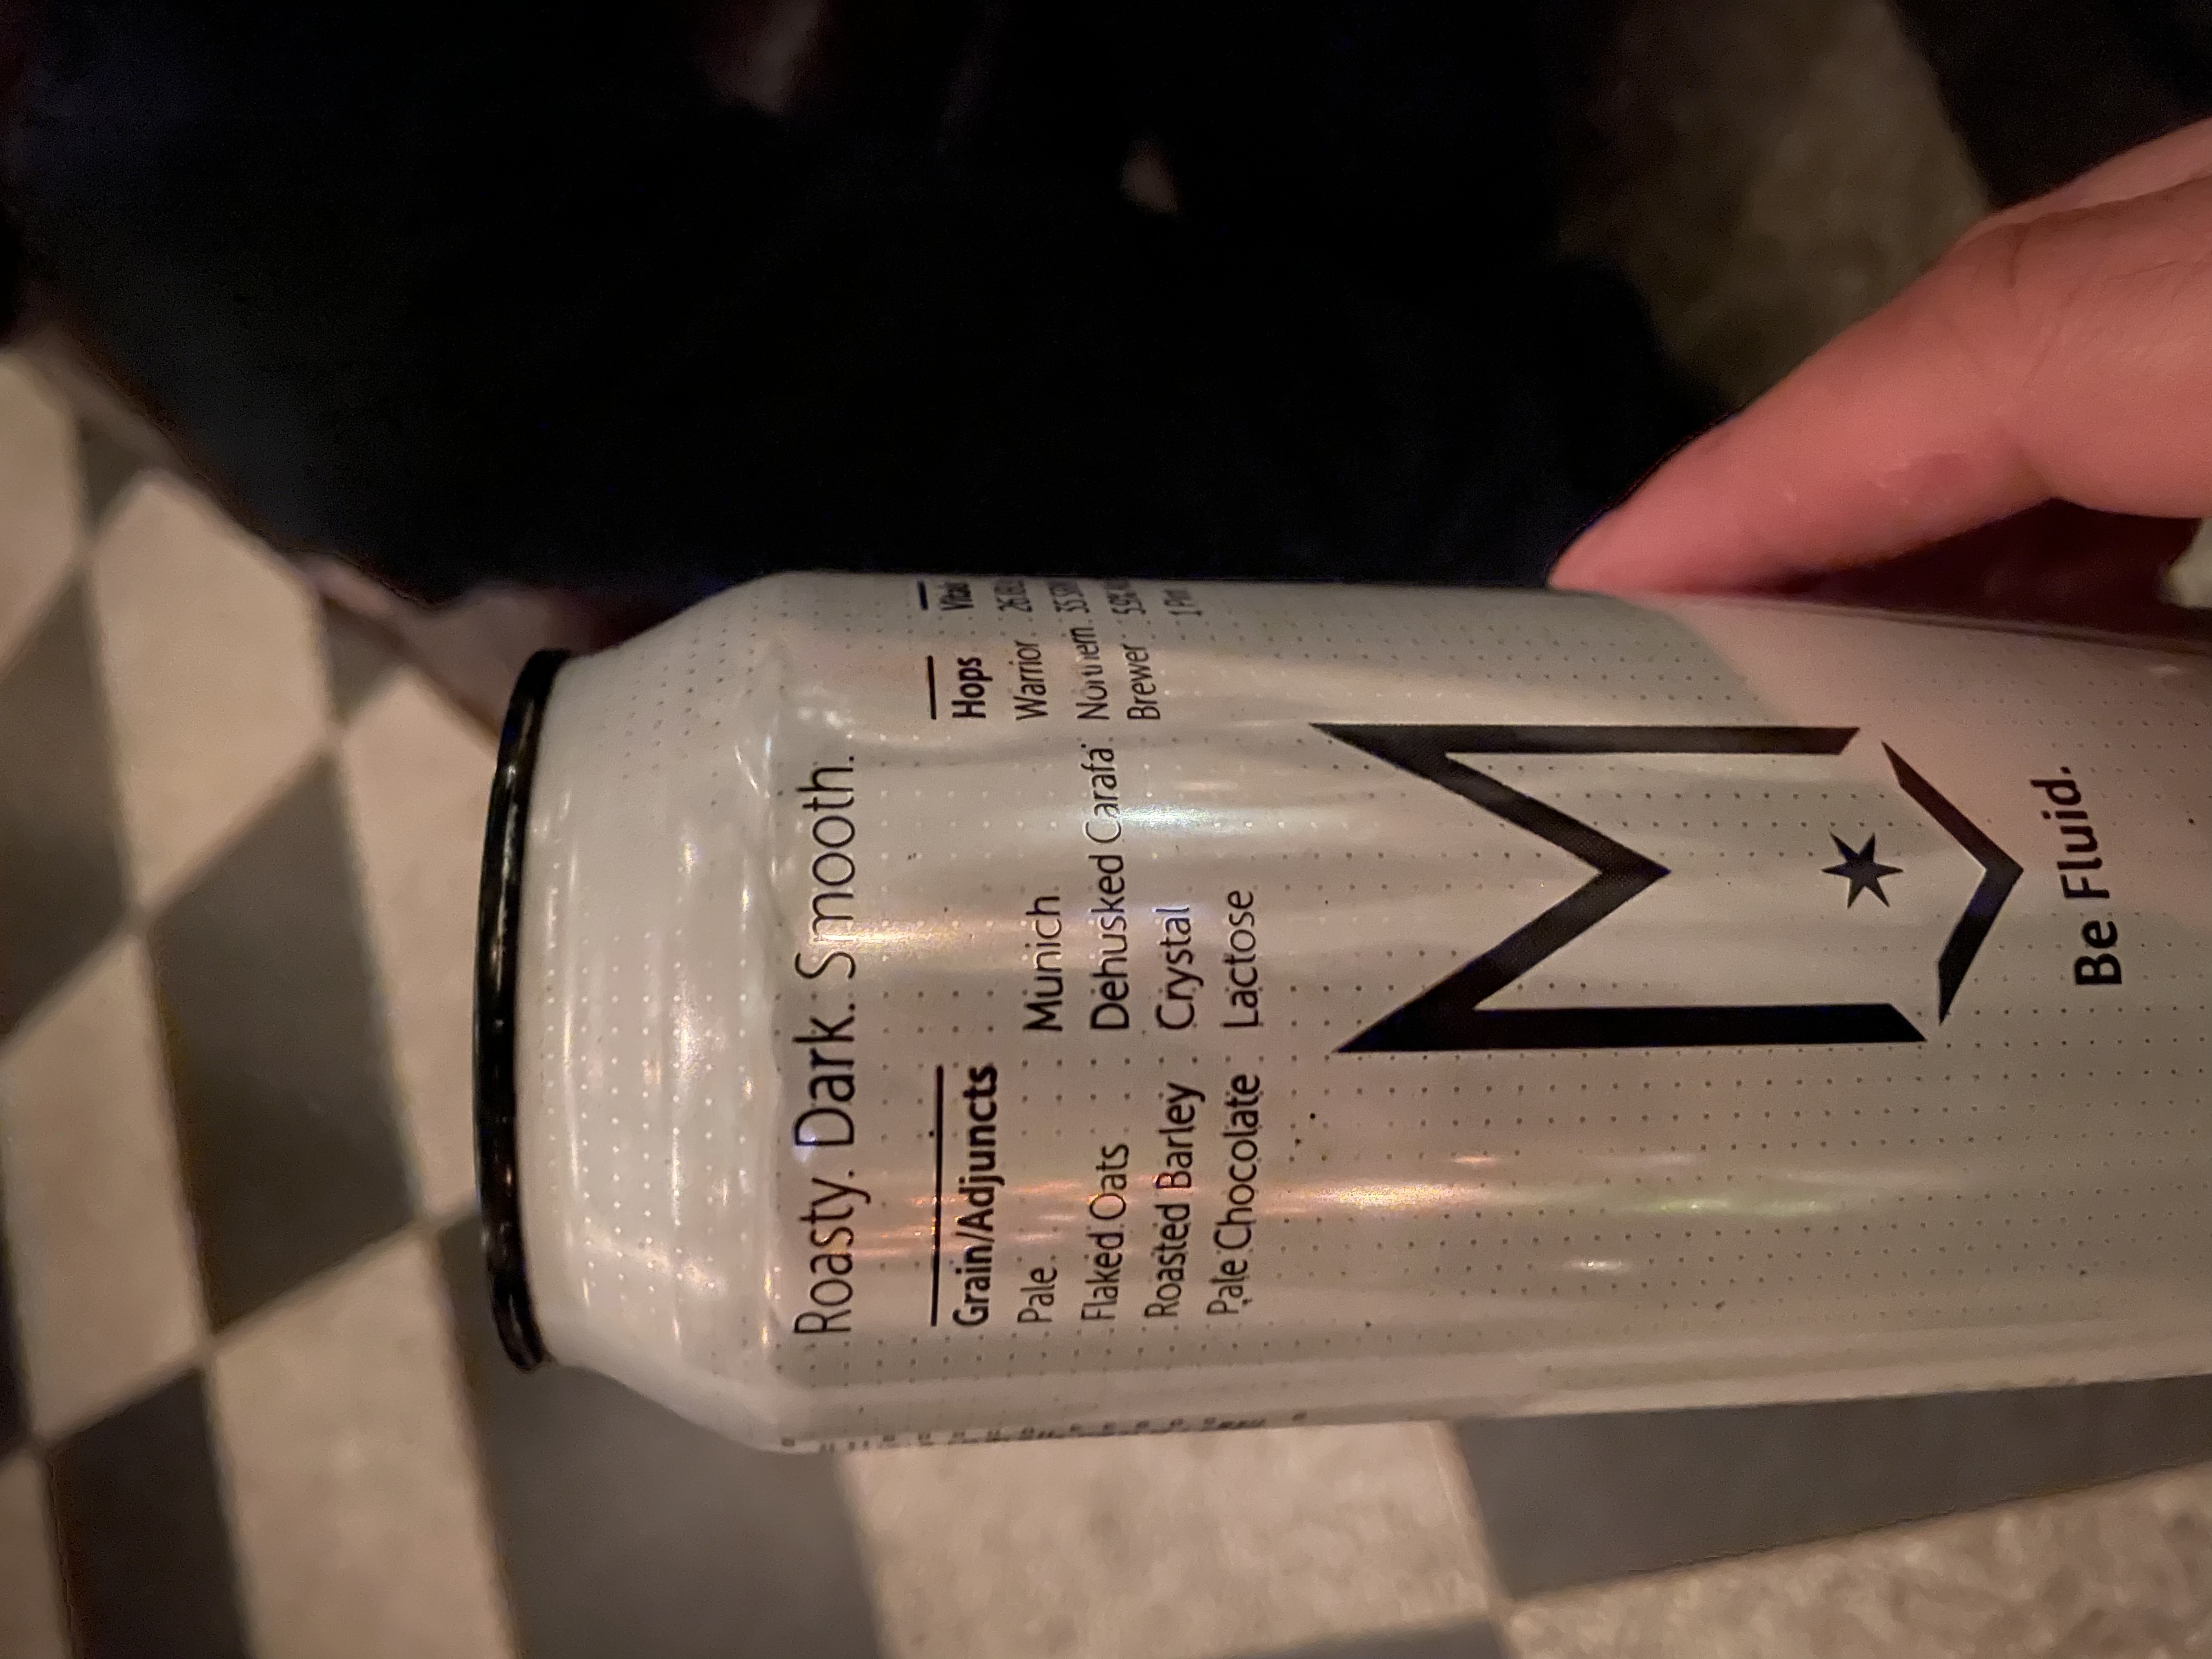 Roasty. Dark. Smooth.
Grain/Adjuncts
Pale Munich
Flaked Oats Dehusked Carafa
Roasted Barley Crystal
Pale Chocolate Lactose
Hops
Warrior
Northern
Brewer
Be Fluid.